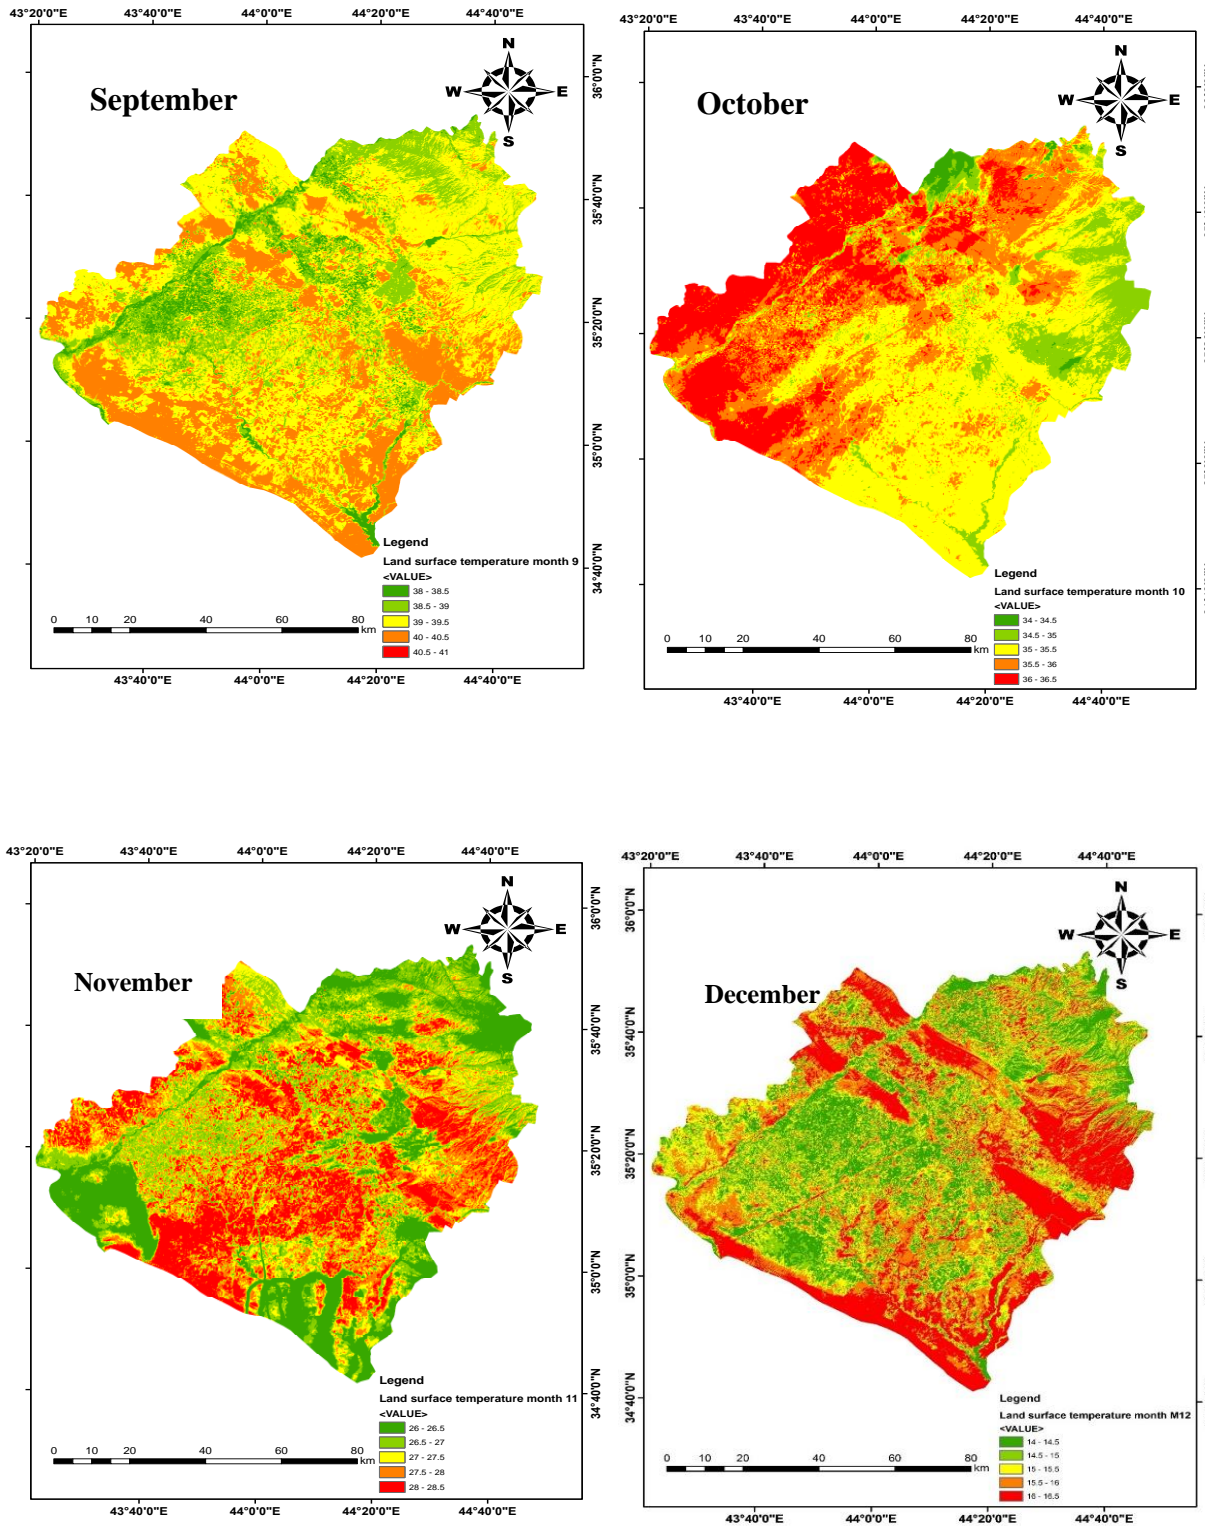 43°20'0"E 43°40'0"E 44°0'0"E 44°20'0"E 44°40'0"E
September
N
W E
S
36°0'0"N
35°40'0"N
35°20'0"N
35°0'0"N
34°40'0"N
Legend
Land surface temperature month 9
<VALUE>
38 - 38.5
38.5 - 39
39 - 39.5
40 - 40.5
40.5 - 41
0 10 20 40 60 80
km
43°40'0"E 44°0'0"E 44°20'0"E 44°40'0"E
43°20'0"E 43°40'0"E 44°0'0"E 44°20'0"E 44°40'0"E
October
N
W E
S
Legend
Land surface temperature month 10
<VALUE>
34 - 34.5
34.5 - 35
35 - 35.5
35.5 - 36
36 - 36.5
0 5 10 20 40 60 80
km
43°40'0"E 44°0'0"E 44°20'0"E 44°40'0"E
43°20'0"E 43°40'0"E 44°0'0"E 44°20'0"E 44°40'0"E
November
N
W E
S
36°0'0"N
35°40'0"N
35°20'0"N
35°0'0"N
34°40'0"N
Legend
Land surface temperature month 11
<VALUE>
26 - 26.5
26.5 - 27
27 - 27.5
27.5 - 28
28 - 28.5
0 10 20 40 60 80
km
43°40'0"E 44°0'0"E 44°20'0"E 44°40'0"E
43°20'0"E 43°40'0"E 44°0'0"E 44°20'0"E 44°40'0"E
December
N
W E
S
36°0'0"N
35°40'0"N
35°20'0"N
35°0'0"N
34°40'0"N
Legend
Land surface temperature month M12
<VALUE>
14 - 14.5
14.5 - 15
15 - 15.5
15.5 - 16
16 - 16.5
0 5 10 20 40 60 80
km
43°40'0"E 44°0'0"E 44°20'0"E 44°40'0"E